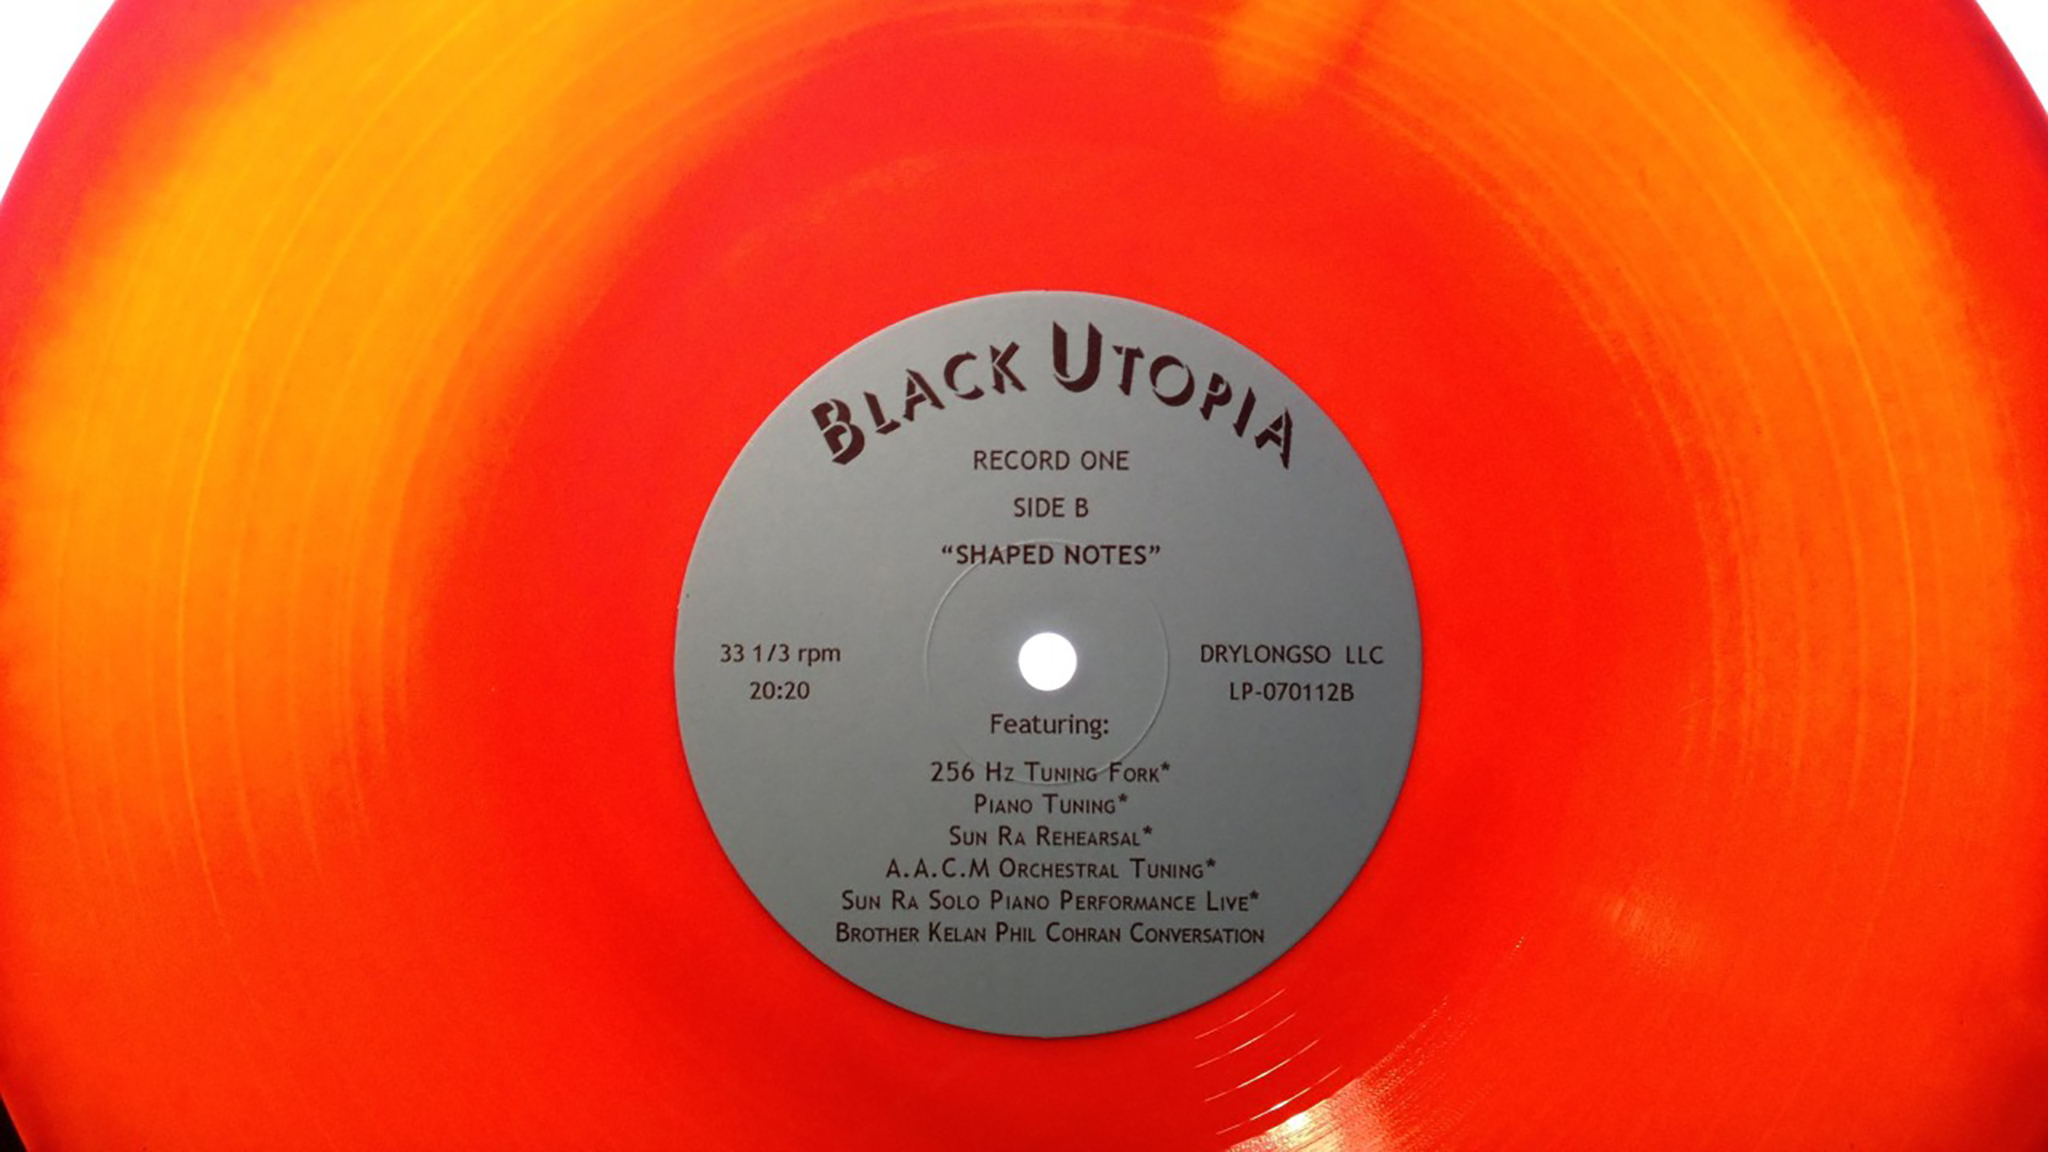 BLACK UTOPIA
RECORD ONE
SIDE B
“SHAPED NOTES”
33 1/3 rpm
20:20
DRYLONGSO LLC
LP-070112B
Featuring:
256 HZ TUNING FORK*
PIANO TUNING*
SUN RA REHEARSAL*
A.A.C.M ORCHESTRAL TUNING*
SUN RA SOLO PIANO PERFORMANCE LIVE*
BROTHER KELAN PHIL COHRAN CONVERSATION